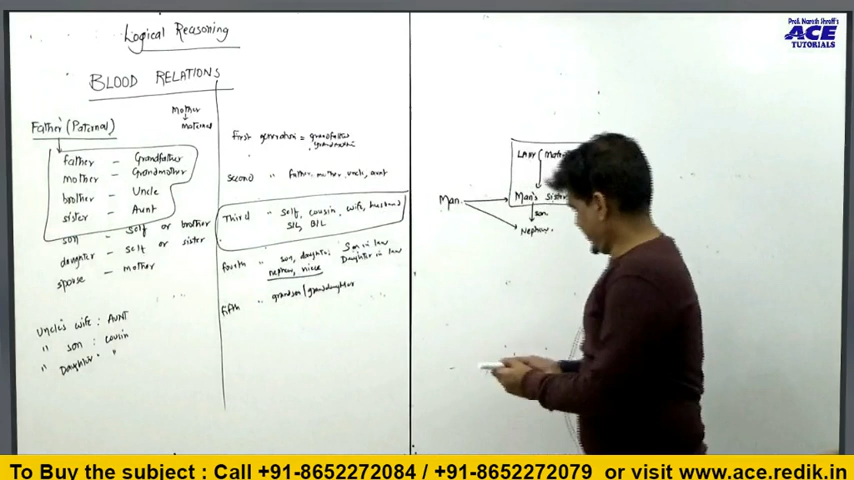 Logical Reasoning
BLOOD RELATIONS
Father (Paternal)
Mother
maternal
father - Grandfather
mother - Grandmother
brother - Uncle
sister - Aunt
son - self or brother
daughter - self or sister
spouse - mother
Uncle's wife : AUNT
" son : cousin
" Daughter "
First generation = grandfather
, grandmother
second " father, mother, uncle, aunt
Third " self, cousin, wife, husband
SIL, BIL
fourth " son, daughter, Son in law
nephew, niece Daughter in law
fifth " grandson/granddaughter
LADY (
Man
Man's Sister
son
Nephew.
Prof. Naresh Shroff's
ACE
TUTORIALS
To Buy the subject : Call +91-8652272084 / +91-8652272079 or visit www.ace.redik.in